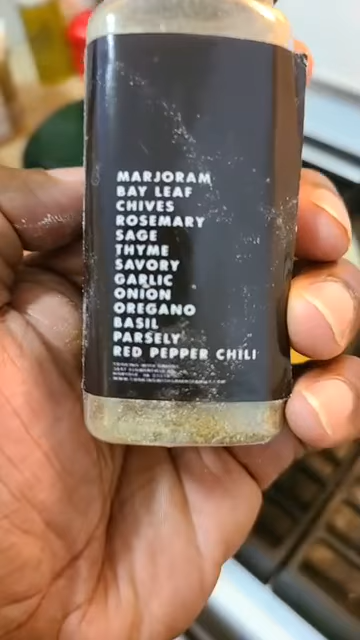 MARJORAM
BAY LEAF
CHIVES
ROSEMARY
SAGE
THYME
SAVORY
GARLIC
ONION
OREGANO
BASIL
PARSELY
RED PEPPER CHILI